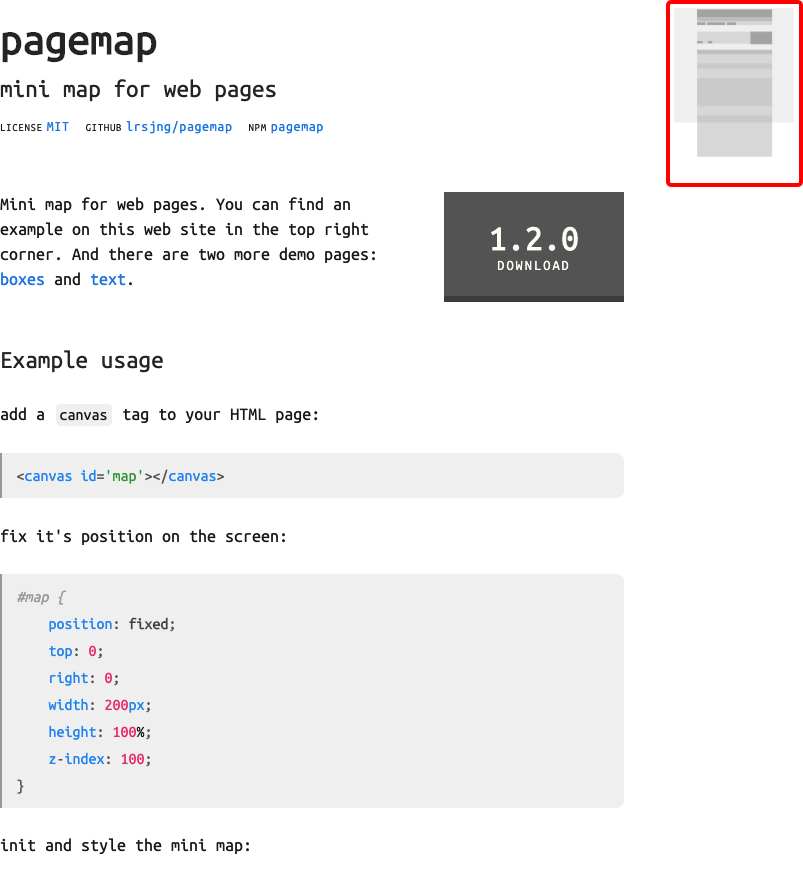 pagemap
mini map for web pages
LICENSE MIT GITHUB lrsjng/pagemap NPM pagemap
Mini map for web pages. You can find an
example on this web site in the top right
corner. And there are two more demo pages:
boxes and text.
1.2.0
DOWNLOAD
Example usage
add a canvas tag to your HTML page:
<canvas id='map'></canvas>
fix it's position on the screen:
#map {
    position: fixed;
    top: 0;
    right: 0;
    width: 200px;
    height: 100%;
    z-index: 100;
}
init and style the mini map: